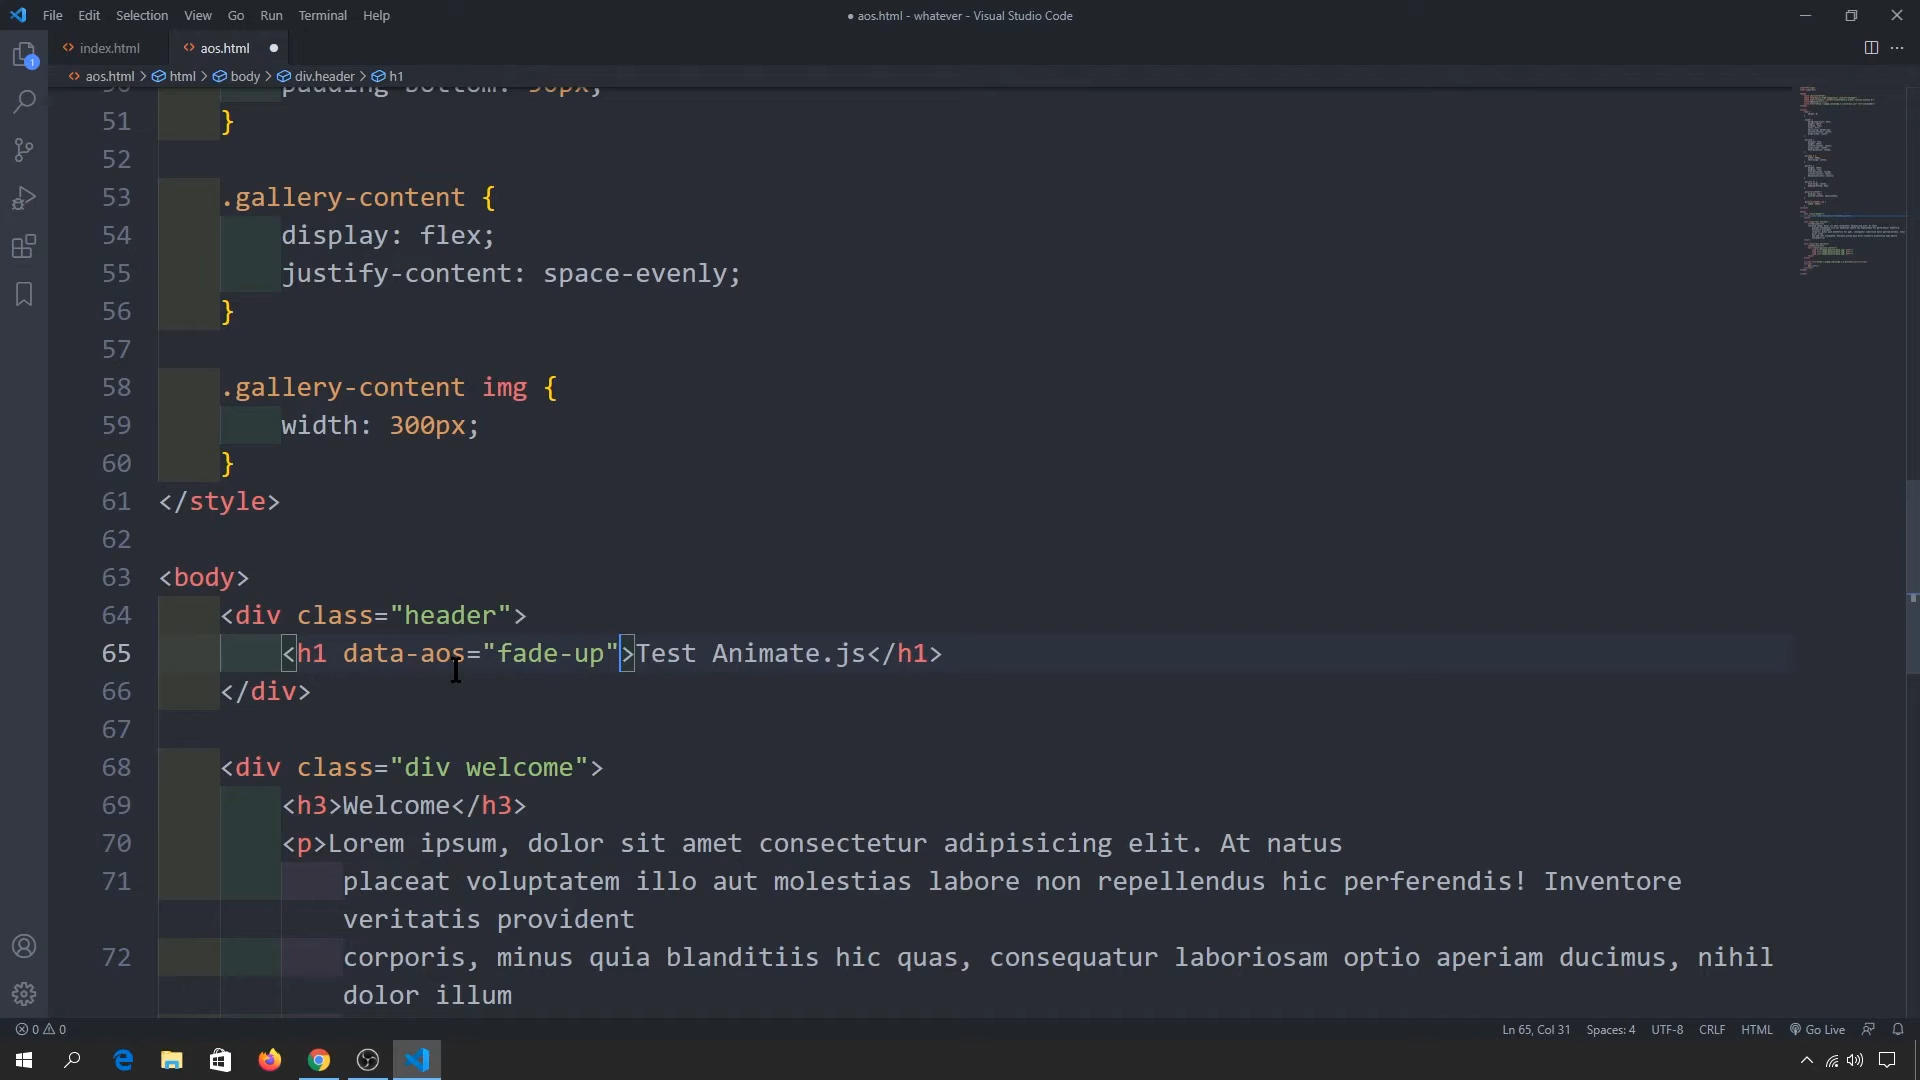 File Edit Selection View Go Run Terminal Help
● aos.html - whatever - Visual Studio Code
index.html
aos.html
aos.html > html > body > div.header > h1
51 }
52
53 .gallery-content {
54 display: flex;
55 justify-content: space-evenly;
56 }
57
58 .gallery-content img {
59 width: 300px;
60 }
61 </style>
62
63 <body>
64 <div class="header">
65 <h1 data-aos="fade-up">Test Animate.js</h1>
66 </div>
67
68 <div class="div welcome">
69 <h3>Welcome</h3>
70 <p>Lorem ipsum, dolor sit amet consectetur adipisicing elit. At natus
71 placeat voluptatem illo aut molestias labore non repellendus hic perferendis! Inventore
veritatis provident
72 corporis, minus quia blanditiis hic quas, consequatur laboriosam optio aperiam ducimus, nihil
dolor illum
0 0
Ln 65, Col 31 Spaces: 4 UTF-8 CRLF HTML Go Live